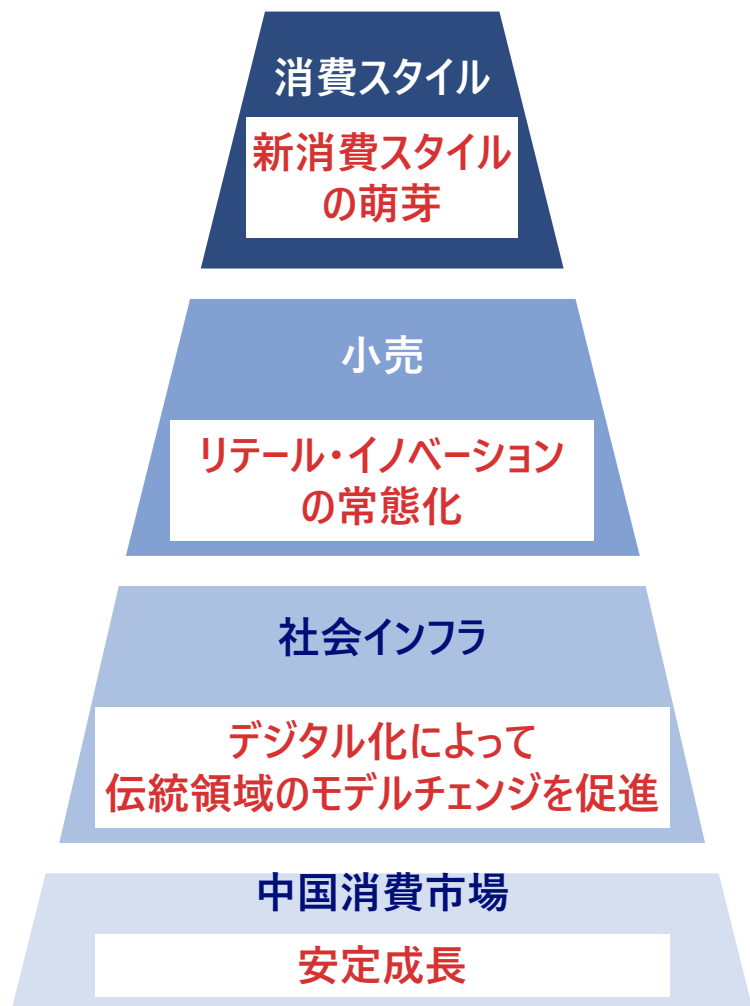 消費スタイル
新消費スタイル
の萌芽
小売
リテール・イノベーション
の常態化
社会インフラ
デジタル化によって
伝統領域のモデルチェンジを促進
中国消費市場
安定成長